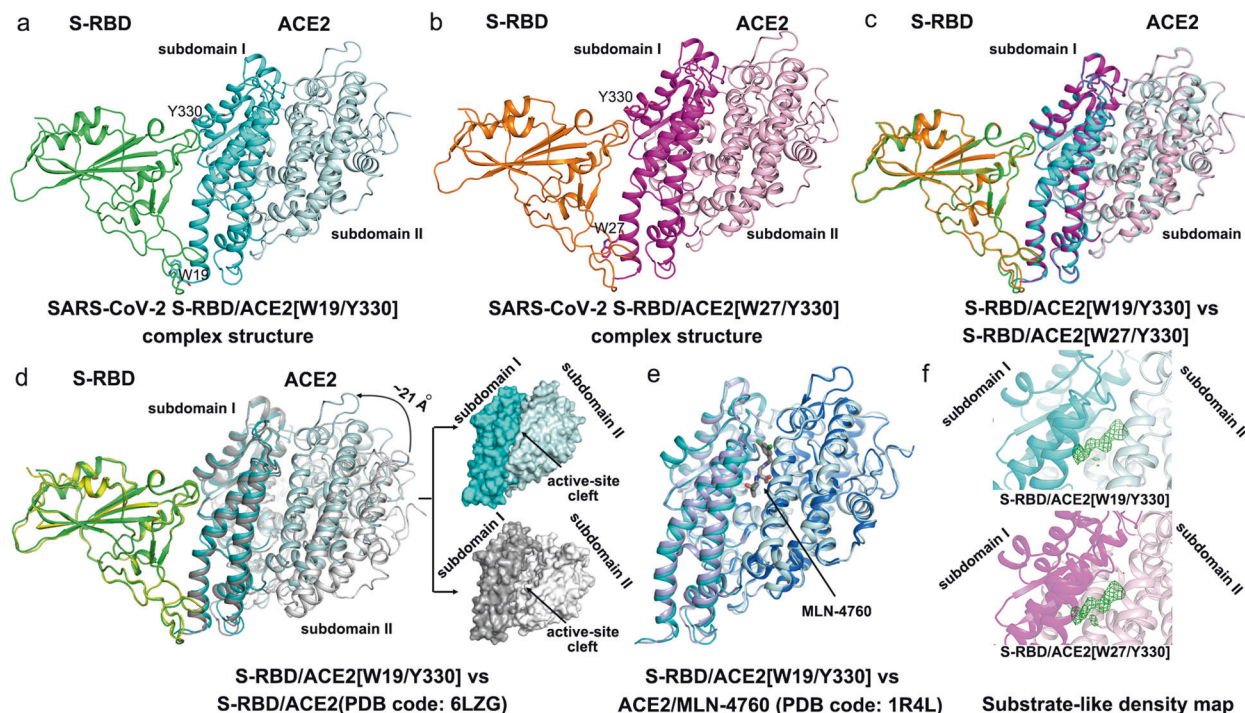 a
S-RBD
ACE2
subdomain I
Y330
subdomain II
W19
SARS-CoV-2 S-RBD/ACE2[W19/Y330]
complex structure
b
S-RBD
ACE2
subdomain I
Y330
W27
subdomain II
SARS-CoV-2 S-RBD/ACE2[W27/Y330]
complex structure
c
S-RBD
ACE2
subdomain I
subdomain
S-RBD/ACE2[W19/Y330] vs
S-RBD/ACE2[W27/Y330]
d
S-RBD
ACE2
subdomain I
~21 Å
subdomain II
subdomain I
subdomain II
active-site
cleft
subdomain I
subdomain II
active-site
cleft
S-RBD/ACE2[W19/Y330] vs
S-RBD/ACE2(PDB code: 6LZG)
e
MLN-4760
S-RBD/ACE2[W19/Y330] vs
ACE2/MLN-4760 (PDB code: 1R4L)
f
subdomain I
subdomain II
S-RBD/ACE2[W19/Y330]
subdomain I
subdomain II
S-RBD/ACE2[W27/Y330]
Substrate-like density map